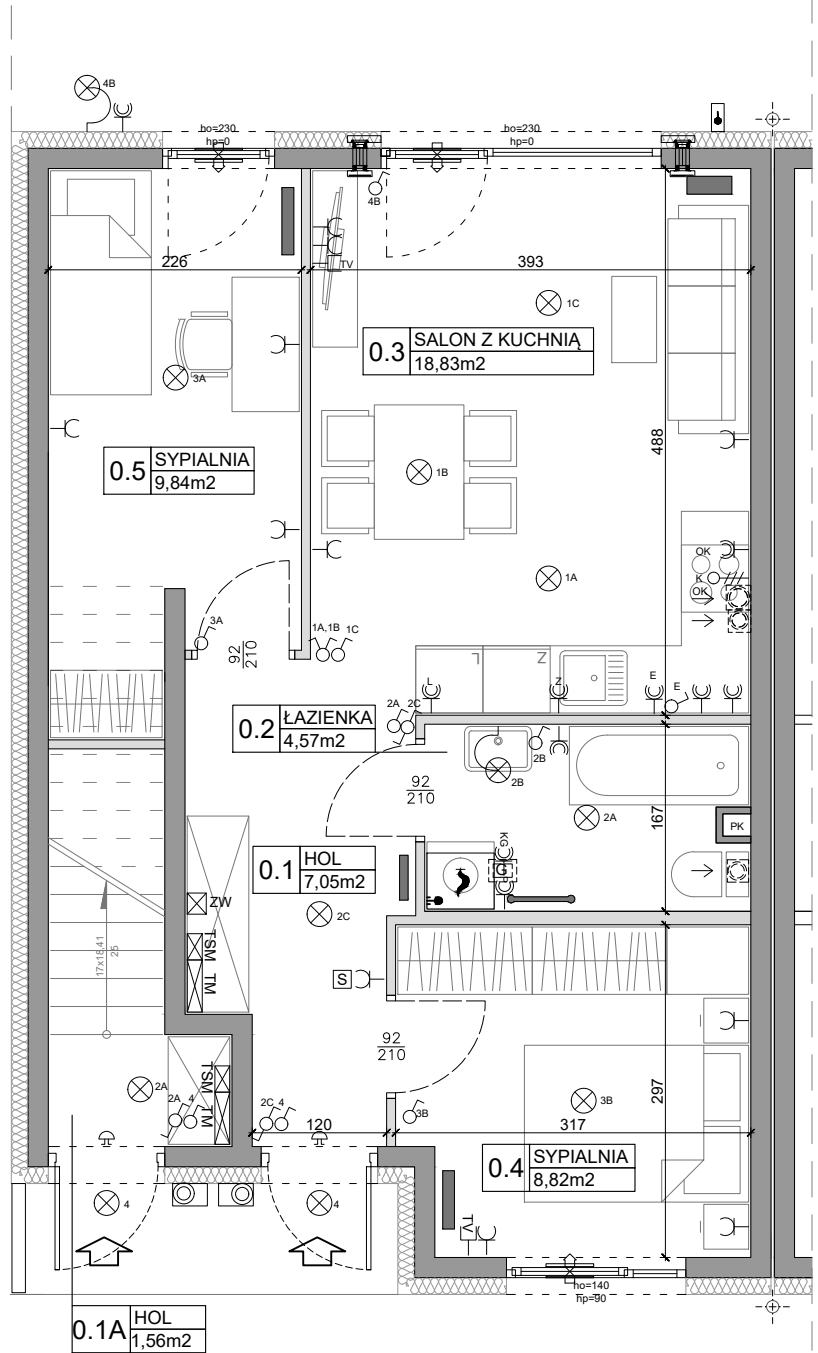 4B
ho=230
hp=0
ho=230
hp=0
4B
226
393
TV
1C
0.3
SALON Z KUCHNIĄ
18,83m2
3A
488
0.5
SYPIALNIA
9,84m2
1B
OK
K
OK
1A
3A
92
210
1A,1B
1C
L
Z
Z
E
E
0.2
ŁAZIENKA
4,57m2
2A
2C
2B
2B
92
210
2A
167
PK
0.1
HOL
7,05m2
KG
G
P
ZW
2C
TSM
TM
17x18,41
25
S
92
210
2A
TSM
TM
2A
4
2C
4
3B
3B
297
120
317
0.4
SYPIALNIA
8,82m2
4
4
TV
ho=140
hp=90
0.1A
HOL
1,56m2